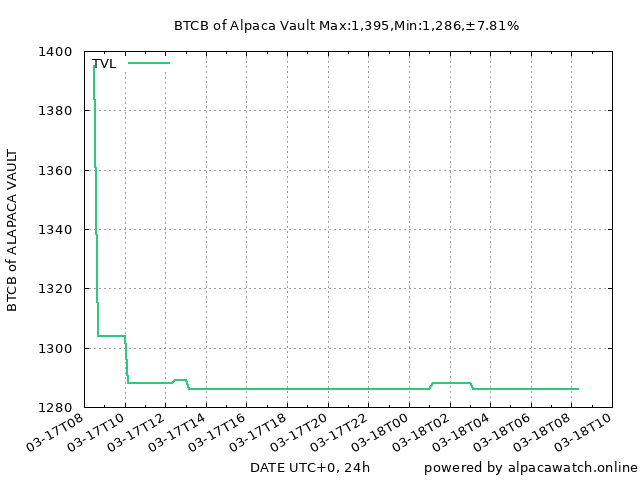 BTCB of Alpaca Vault Max:1,395,Min:1,286,±7.81%
TVL
1400
1380
1360
1340
1320
1300
1280
BTCB of ALAPACA VAULT
03-17T08
03-17T10
03-17T12
03-17T14
03-17T16
03-17T18
03-17T20
03-17T22
03-18T00
03-18T02
03-18T04
03-18T06
03-18T08
03-18T10
DATE UTC+0, 24h
powered by alpacawatch.online